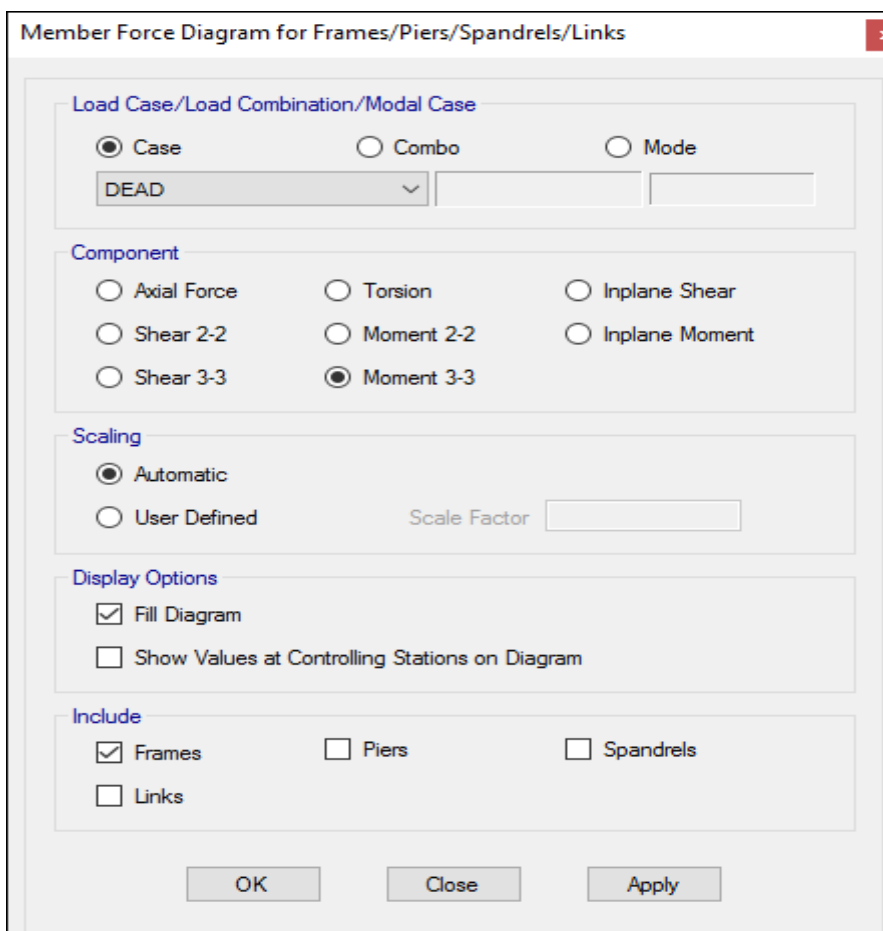 Member Force Diagram for Frames/Piers/Spandrels/Links
Load Case/Load Combination/Modal Case
Case Combo Mode
DEAD
Component
Axial Force Torsion Inplane Shear
Shear 2-2 Moment 2-2 Inplane Moment
Shear 3-3 Moment 3-3
Scaling
Automatic
User Defined Scale Factor
Display Options
Fill Diagram
Show Values at Controlling Stations on Diagram
Include
Frames Piers Spandrels
Links
OK Close Apply